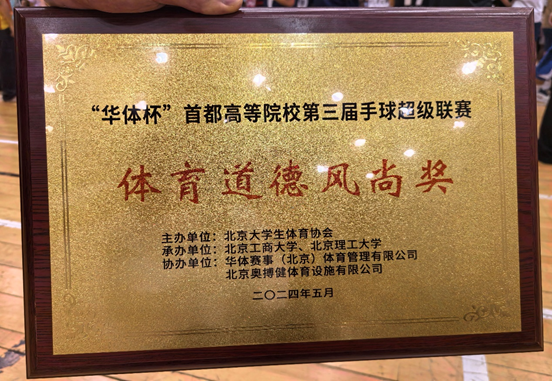 “华体杯”首都高等院校第三届手球超级联赛
体育道德风尚奖
主办单位：北京大学生体育协会
承办单位：北京工商大学、北京理工大学
协办单位：华体赛事（北京）体育管理有限公司
北京奥搏健体育设施有限公司
二〇二四年五月